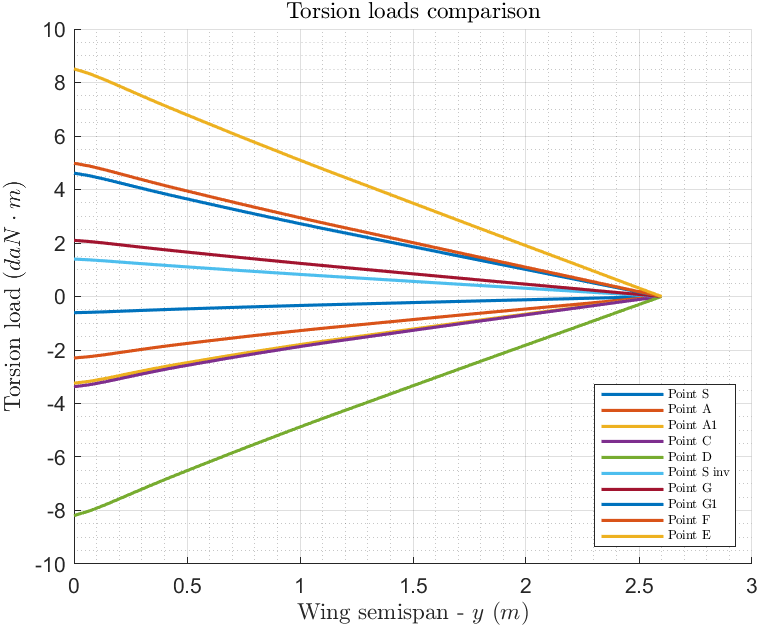 Torsion loads comparison
10
8
6
4
2
0
-2
-4
-6
-8
-10
Torsion load (daN · m)
Point S
Point A
Point A1
Point C
Point D
Point S inv
Point G
Point G1
Point F
Point E
0
0.5
1
1.5
2
2.5
3
Wing semispan - y (m)